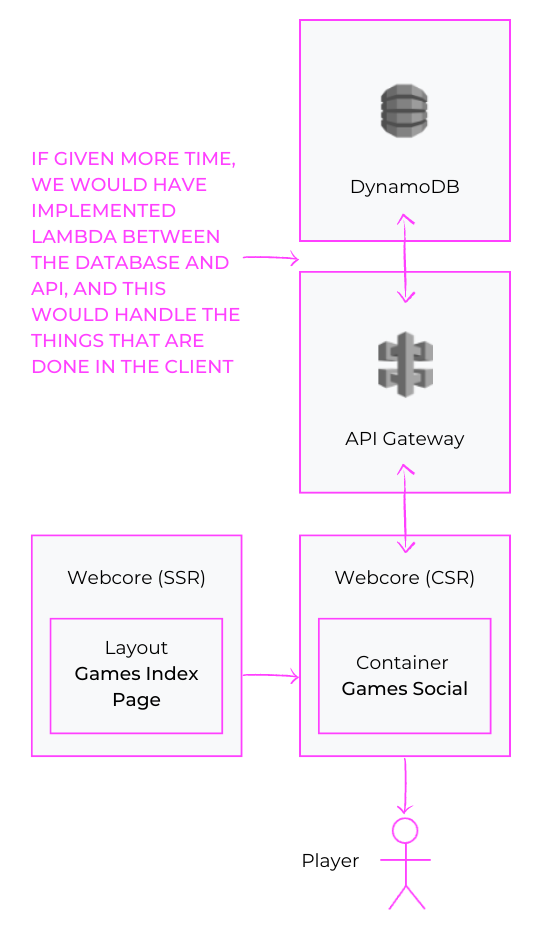 DynamoDB
IF GIVEN MORE TIME,
WE WOULD HAVE
IMPLEMENTED
LAMBDA BETWEEN
THE DATABASE AND
API, AND THIS
WOULD HANDLE THE
THINGS THAT ARE
DONE IN THE CLIENT
API Gateway
Webcore (SSR)
Layout
Games Index
Page
Webcore (CSR)
Container
Games Social
Player